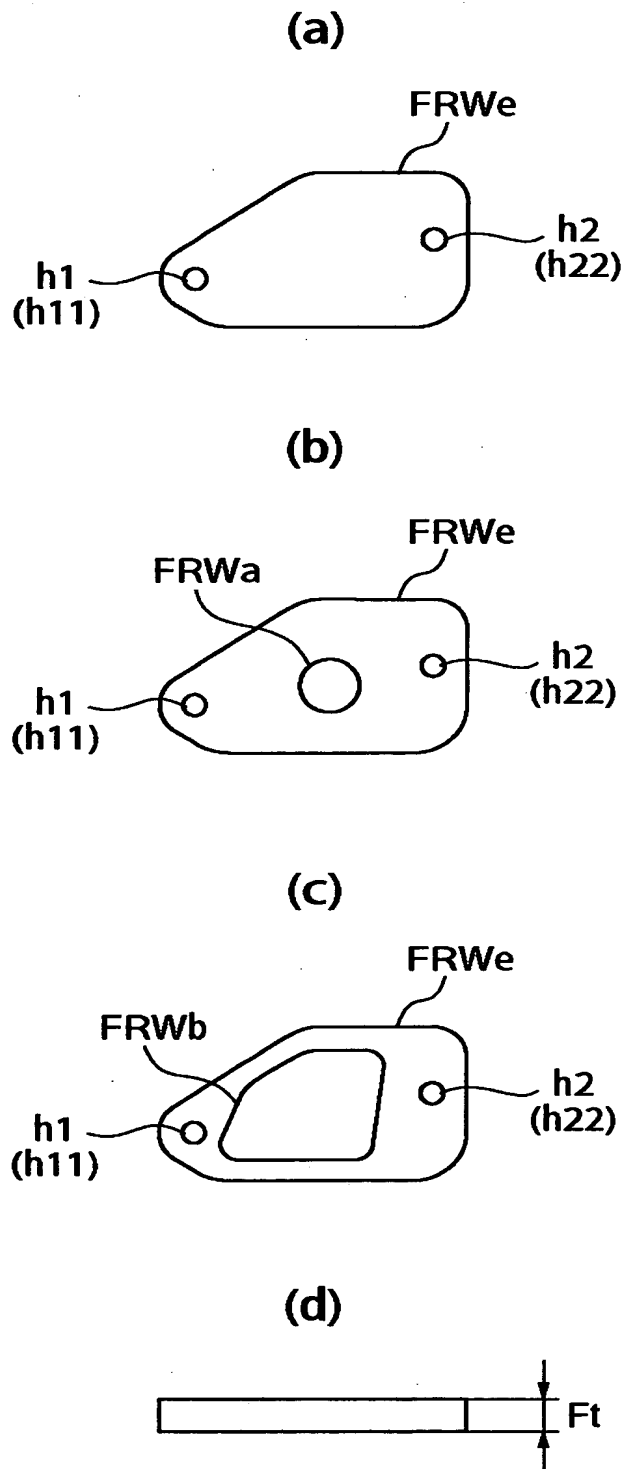 (a)
FRWe
h1
(h11)
h2
(h22)
(b)
FRWe
FRWa
h1
(h11)
h2
(h22)
(c)
FRWe
FRWb
h1
(h11)
h2
(h22)
(d)
Ft